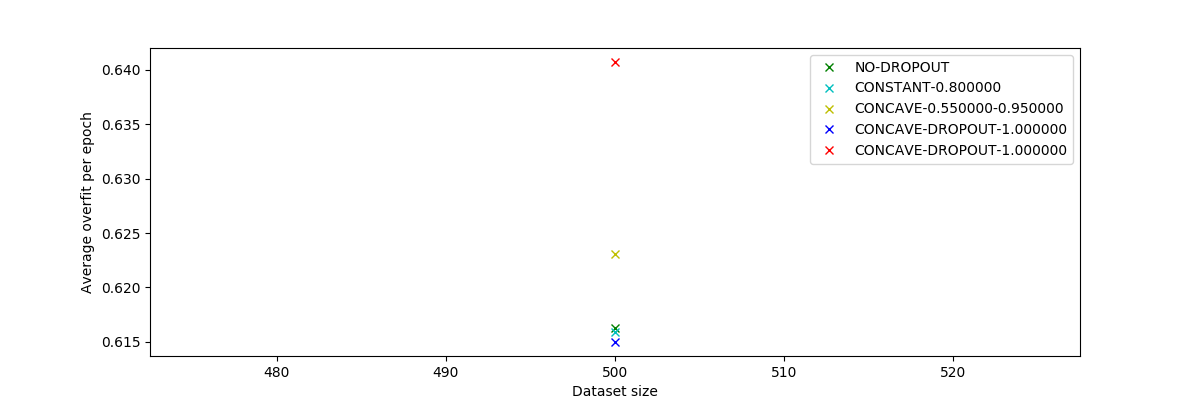 0.640
0.635
0.630
0.625
0.620
0.615
Average overfit per epoch
NO-DROPOUT
CONSTANT-0.800000
CONCAVE-0.550000-0.950000
CONCAVE-DROPOUT-1.000000
CONCAVE-DROPOUT-1.000000
480 490 500 510 520
Dataset size